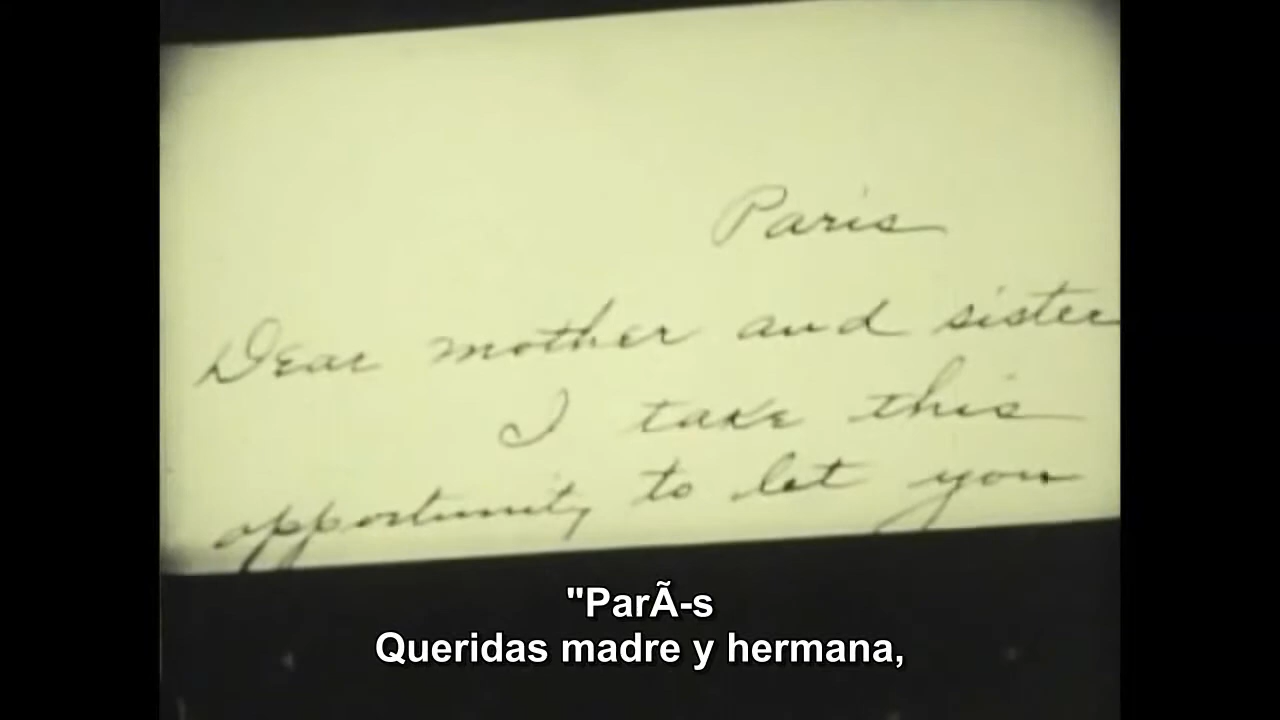 Paris
Dear mother and sister
I take this
opportunity to let you
"ParÃ-s
Queridas madre y hermana,